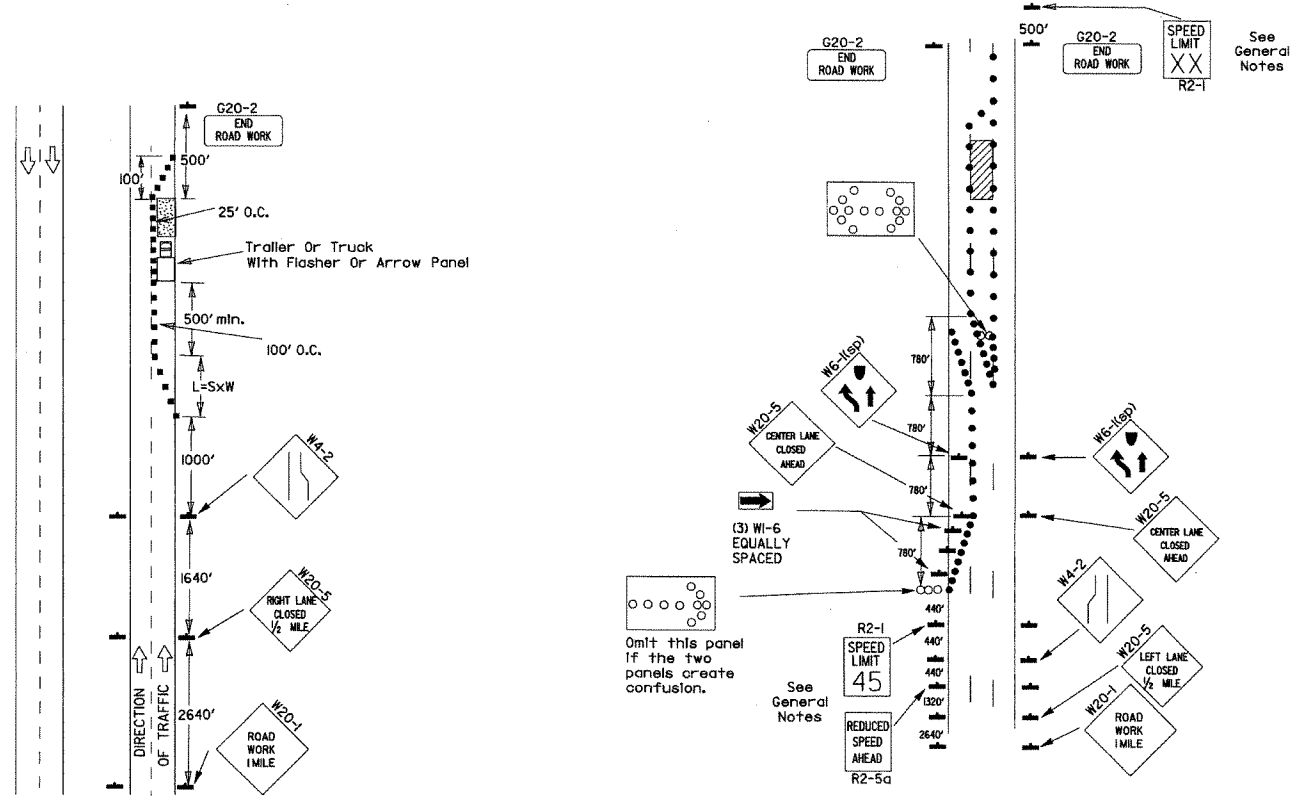 G20-2
END
ROAD WORK
500'
100'
25' O.C.
Trailer Or Truck
With Flasher Or Arrow Panel
500' min.
100' O.C.
L=SxW
1000'
W4-2
1640'
W20-5
RIGHT LANE
CLOSED
1/2 MILE
DIRECTION
OF TRAFFIC
2640'
W20-1
ROAD
WORK
1 MILE
G20-2
END
ROAD WORK
500'
G20-2
END
ROAD WORK
SPEED
LIMIT
XX
R2-1
See
General
Notes
780'
W6-1(sp)
780'
W20-5
CENTER LANE
CLOSED
AHEAD
780'
W6-1(sp)
(3) W1-6
EQUALLY
SPACED
780'
W20-5
CENTER LANE
CLOSED
AHEAD
Omit this panel
if the two
panels create
confusion.
440'
R2-1
SPEED
LIMIT
45
440'
W4-2
440'
See
General
Notes
1320'
W20-5
LEFT LANE
CLOSED
1/2 MILE
REDUCED
SPEED
AHEAD
R2-5a
2640'
W20-1
ROAD
WORK
1 MILE